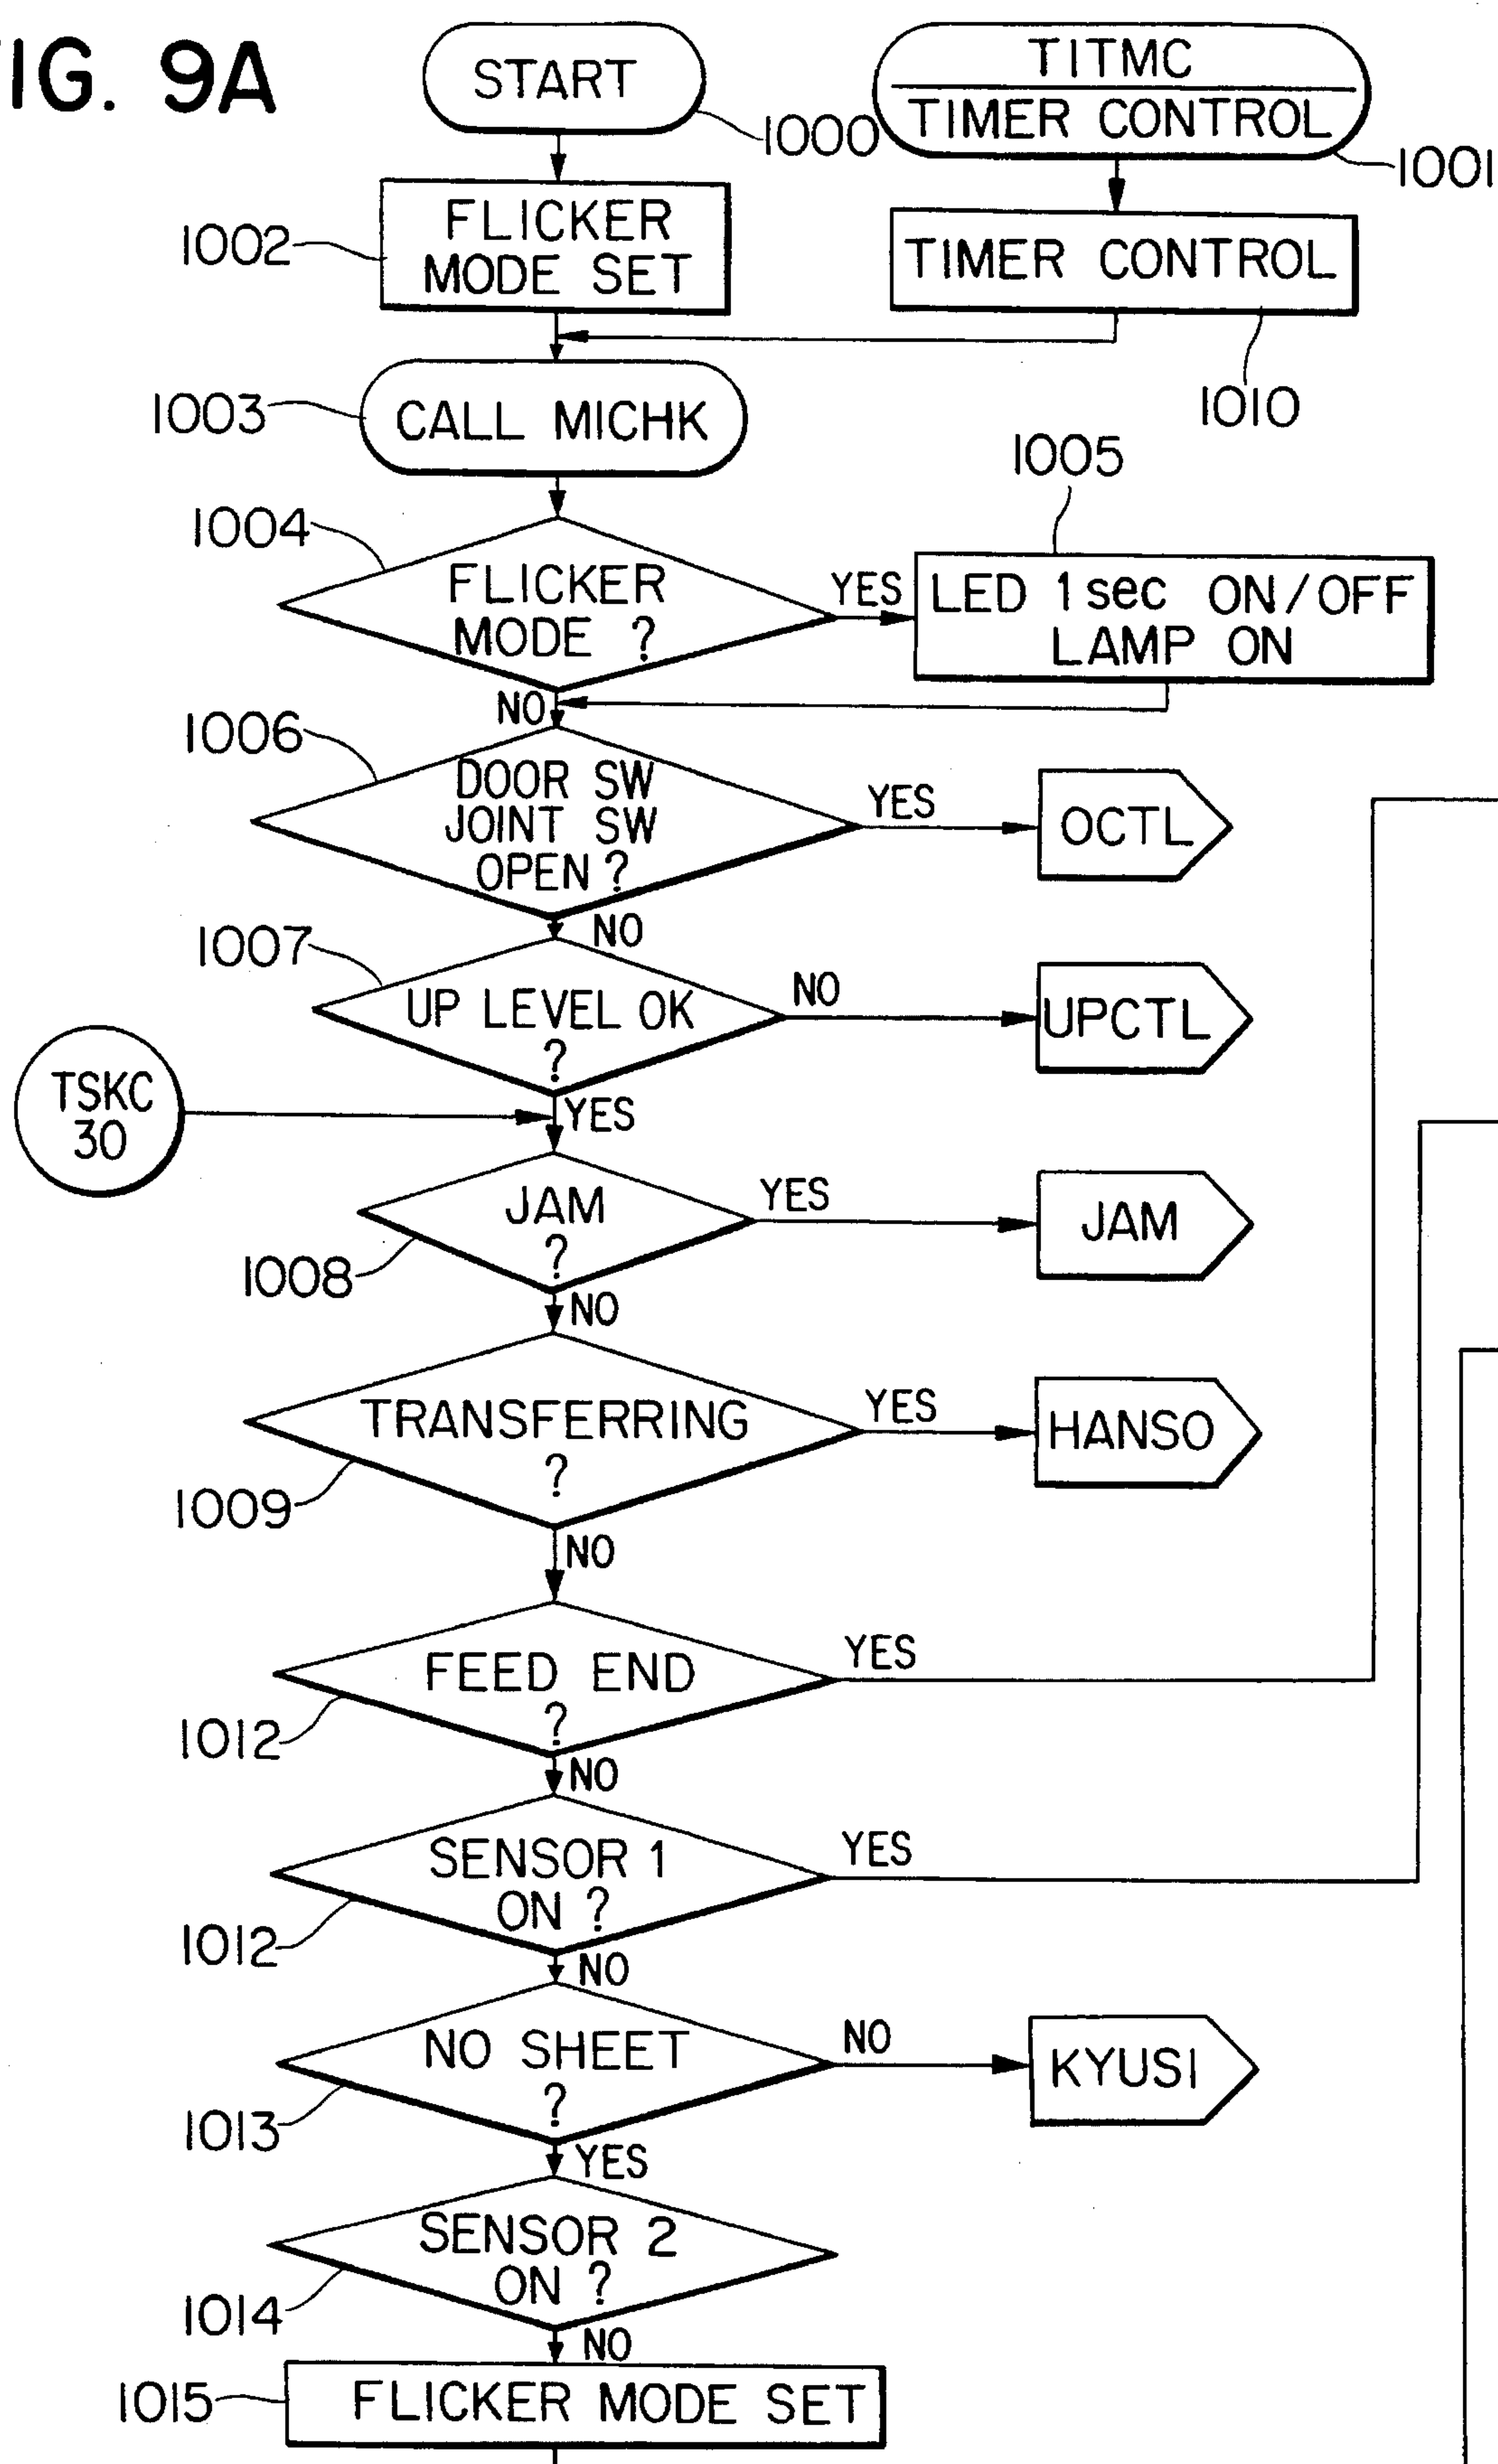 IG. 9A
START
1000
TITMC
TIMER CONTROL
1001
1002
FLICKER
MODE SET
TIMER CONTROL
1010
1003
CALL MICHK
1004
FLICKER
MODE ?
YES
1005
LED 1 sec ON/OFF
LAMP ON
NO
1006
DOOR SW
JOINT SW
OPEN ?
YES
OCTL
NO
1007
UP LEVEL OK
?
NO
UPCTL
TSKC
30
YES
JAM
?
YES
JAM
1008
NO
TRANSFERRING
?
YES
HANSO
1009
NO
FEED END
?
YES
1012
NO
SENSOR 1
ON ?
YES
1012
NO
NO SHEET
?
NO
KYUSI
1013
YES
SENSOR 2
ON ?
1014
NO
1015
FLICKER MODE SET